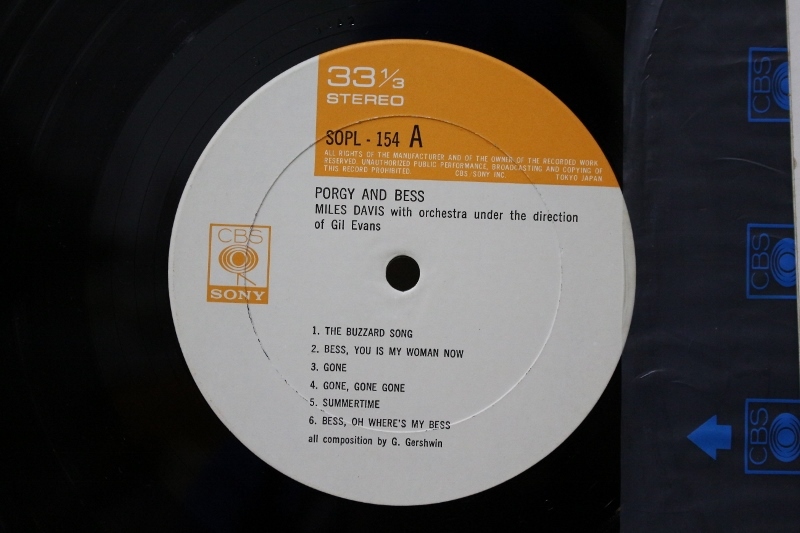 33 1/3
STEREO
SOPL - 154 A
ALL RIGHTS OF THE MANUFACTURER AND OF THE OWNER OF THE RECORDED WORK
RESERVED. UNAUTHORIZED PUBLIC PERFORMANCE, BROADCASTING AND COPYING OF
THIS RECORD PROHIBITED. CBS/SONY INC. TOKYO JAPAN
PORGY AND BESS
MILES DAVIS with orchestra under the direction
of Gil Evans
CBS
SONY
1. THE BUZZARD SONG
2. BESS, YOU IS MY WOMAN NOW
3. GONE
4. GONE, GONE GONE
5. SUMMERTIME
6. BESS, OH WHERE'S MY BESS
all composition by G. Gershwin
CBS
CBS
CBS